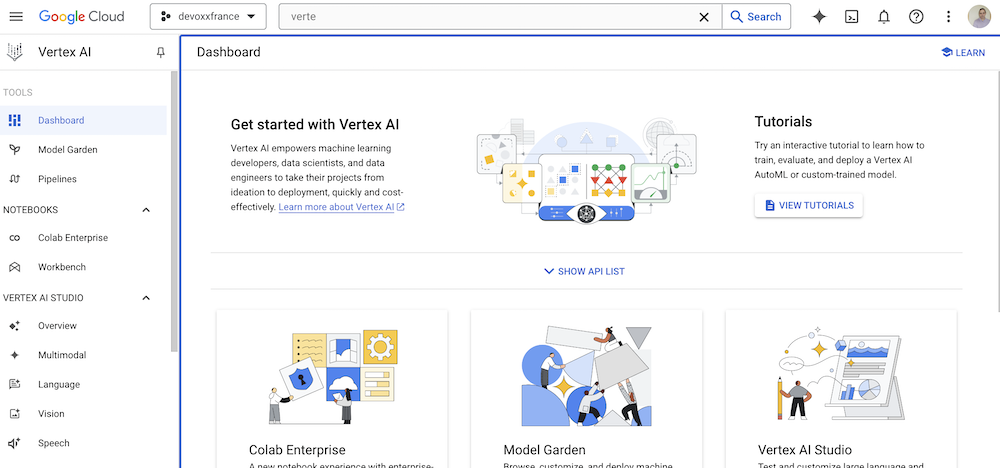 Google Cloud
devoxxfrance
verte
Search
Vertex AI
Dashboard
LEARN
TOOLS
Dashboard
Model Garden
Pipelines
NOTEBOOKS
Colab Enterprise
Workbench
VERTEX AI STUDIO
Overview
Multimodal
Language
Vision
Speech
Get started with Vertex AI
Vertex AI empowers machine learning
developers, data scientists, and data
engineers to take their projects from
ideation to deployment, quickly and cost-
effectively. Learn more about Vertex AI
Tutorials
Try an interactive tutorial to learn how to
train, evaluate, and deploy a Vertex AI
AutoML or custom-trained model.
VIEW TUTORIALS
SHOW API LIST
Colab Enterprise
A new notebook experience with enterprise-
Model Garden
Browse, customize, and deploy machine
Vertex AI Studio
Test and customize large language and